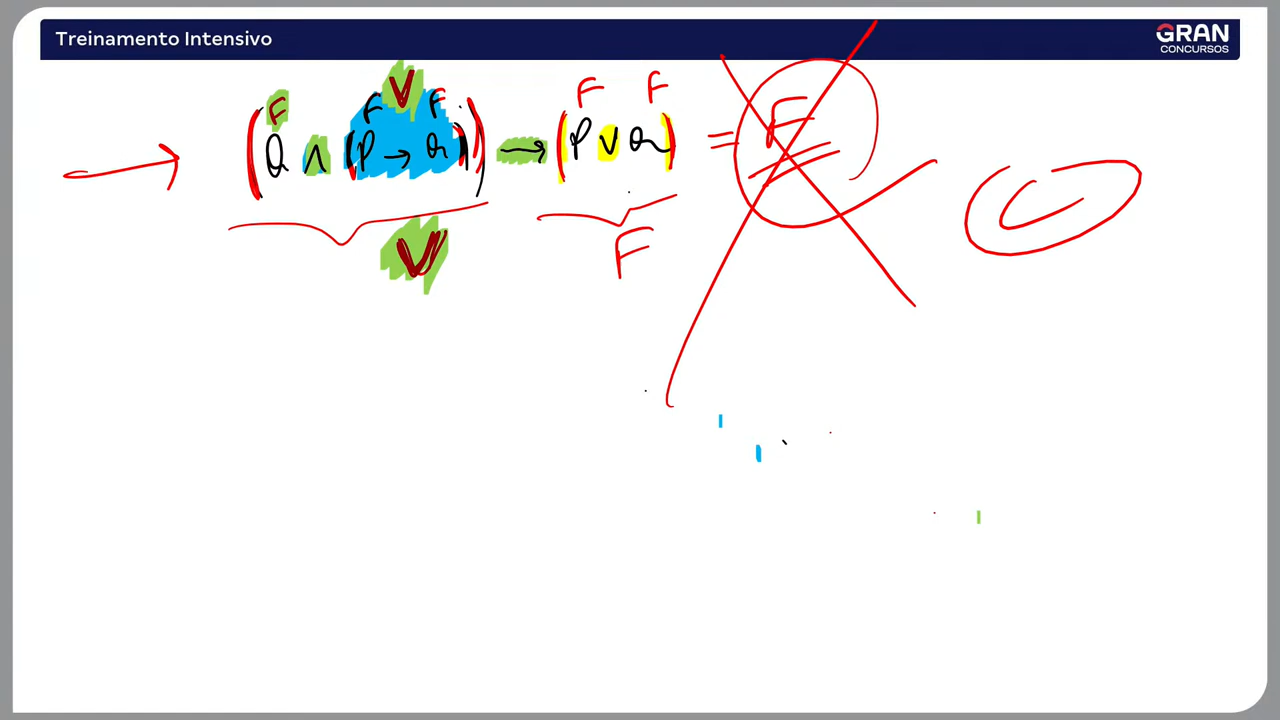 Treinamento Intensivo
GRAN
CONCURSOS
V F F
F F V F
(Q ∧ (P → Q)) → (P ∨ Q) = F
C
V F